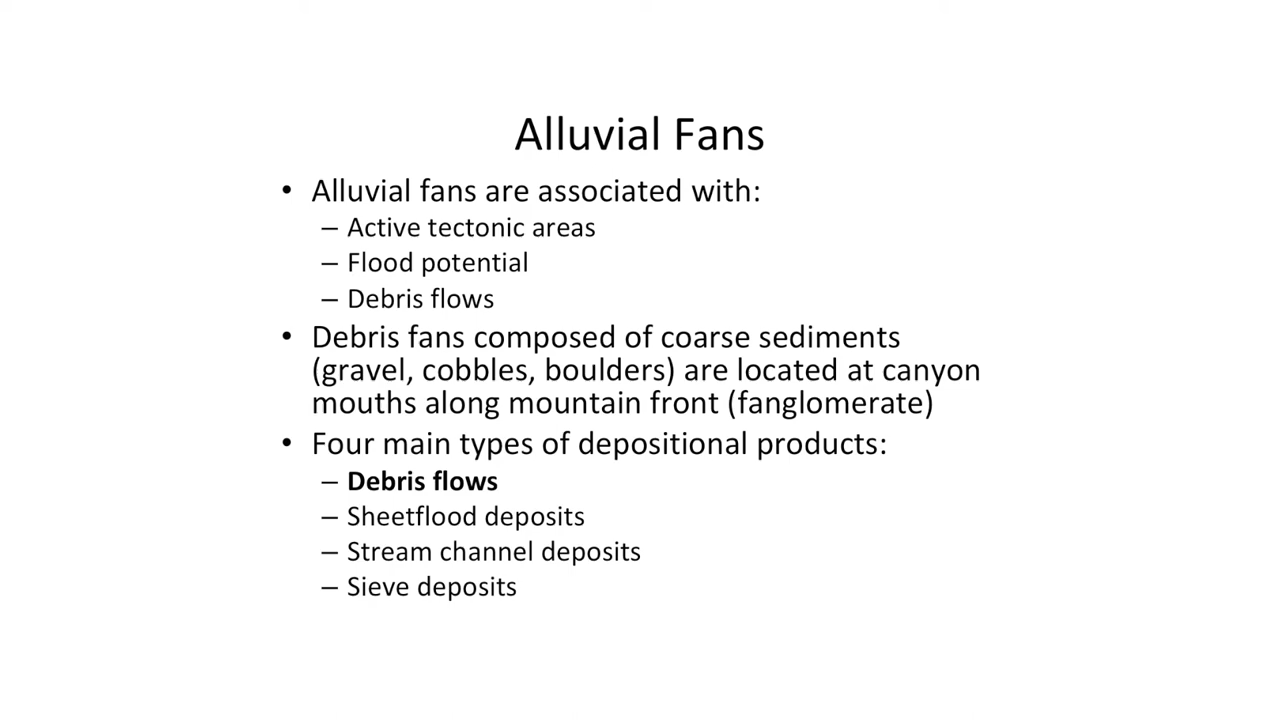 Alluvial Fans
• Alluvial fans are associated with:
– Active tectonic areas
– Flood potential
– Debris flows
• Debris fans composed of coarse sediments
(gravel, cobbles, boulders) are located at canyon
mouths along mountain front (fanglomerate)
• Four main types of depositional products:
– Debris flows
– Sheetflood deposits
– Stream channel deposits
– Sieve deposits